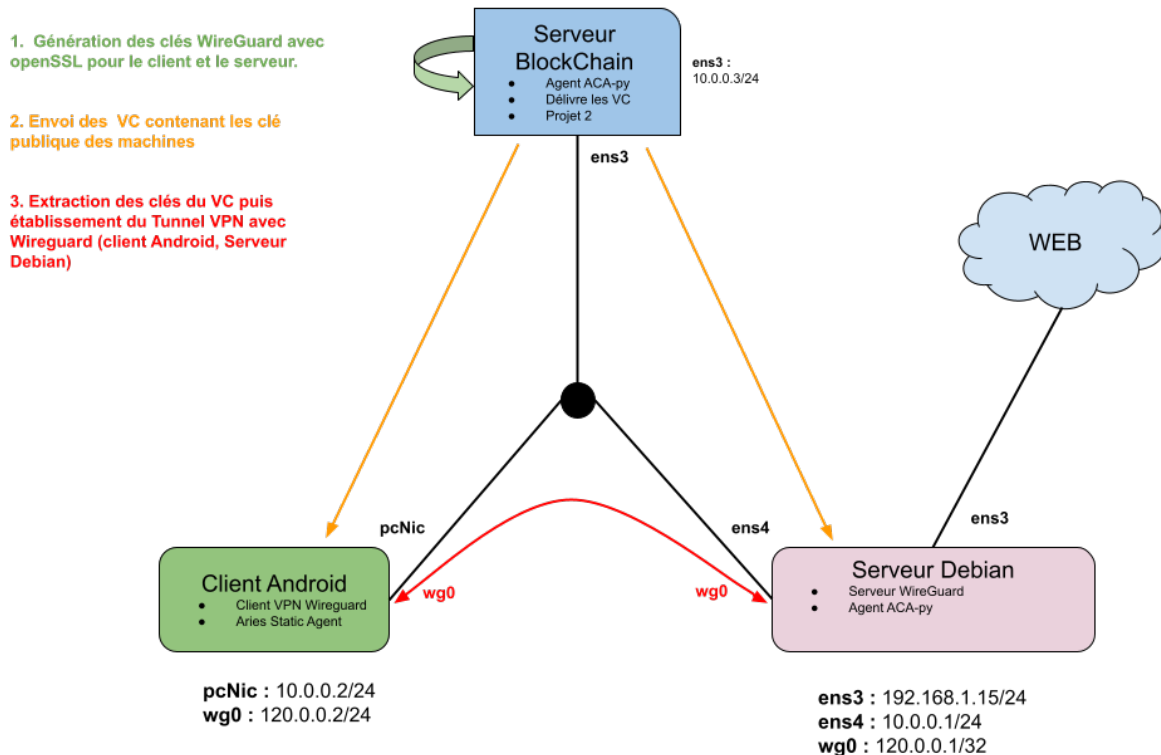 1. Génération des clés WireGuard avec
openSSL pour le client et le serveur.
2. Envoi des VC contenant les clé
publique des machines
3. Extraction des clés du VC puis
établissement du Tunnel VPN avec
Wireguard (client Android, Serveur
Debian)
Serveur
BlockChain
● Agent ACA-py
● Délivre les VC
● Projet 2
ens3 :
10.0.0.3/24
ens3
WEB
pcNic
ens4
ens3
wg0
wg0
Client Android
● Client VPN Wireguard
● Aries Static Agent
Serveur Debian
● Serveur WireGuard
● Agent ACA-py
pcNic : 10.0.0.2/24
wg0 : 120.0.0.2/24
ens3 : 192.168.1.15/24
ens4 : 10.0.0.1/24
wg0 : 120.0.0.1/32